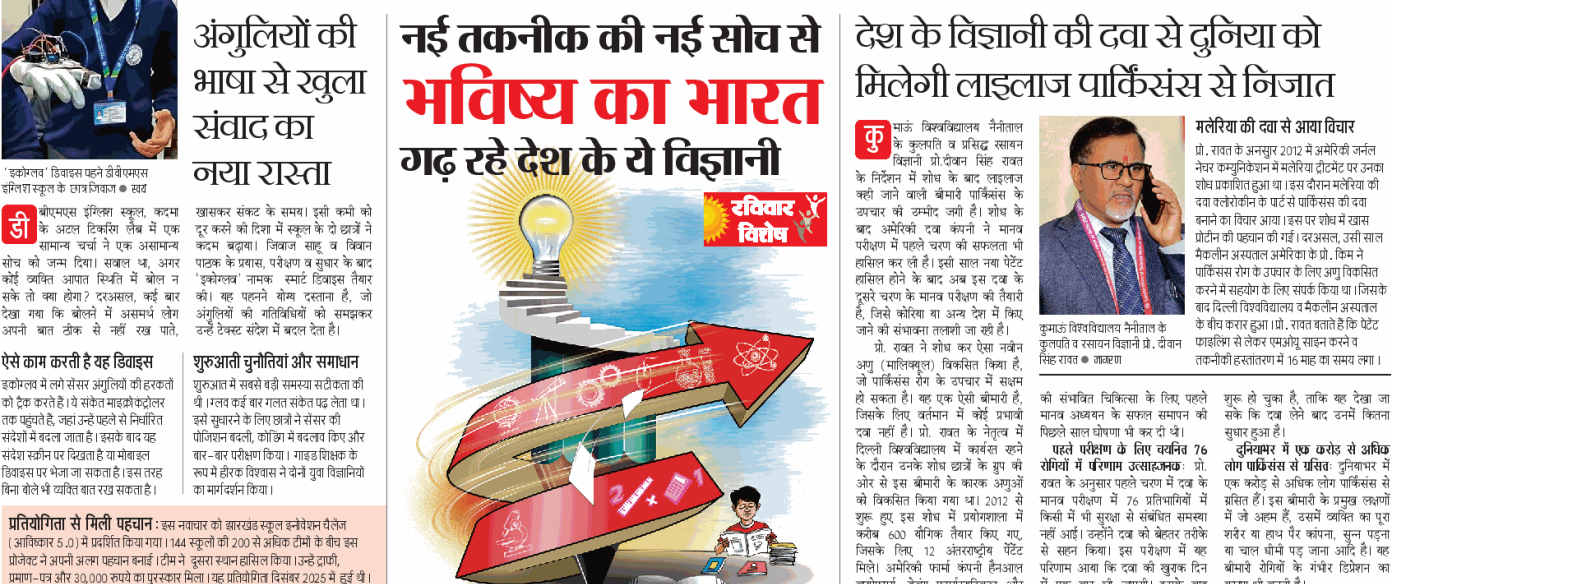 'इकोग्लव' डिवाइस पहने डीबीएमएस
इंग्लिश स्कूल के छात्र जिवाज ● स्वयं
अंगुलियों की
भाषा से खुला
संवाद का
नया रास्ता
डीबीएमएस इंग्लिश स्कूल, कदमा
के अटल टिंकरिंग लैब में एक
सामान्य चर्चा ने एक असामान्य
सोच को जन्म दिया। सवाल था, अगर
कोई व्यक्ति आपात स्थिति में बोल न
सके तो क्या होगा? दरअसल, कई बार
देखा गया कि बोलने में असमर्थ लोग
अपनी बात ठीक से नहीं रख पाते,
खासकर संकट के समय। इसी कमी को
दूर करने की दिशा में स्कूल के दो छात्रों ने
कदम बढ़ाया। जिवाज साहू व विवान
पाठक के प्रयास, परीक्षण व सुधार के बाद
'इकोग्लव' नामक स्मार्ट डिवाइस तैयार
की। यह पहनने योग्य दस्ताना है, जो
अंगुलियों की गतिविधियों को समझकर
उन्हें टेक्स्ट संदेश में बदल देता है।
ऐसे काम करती है यह डिवाइस
इकोग्लव में लगे सेंसर अंगुलियों की हरकतों
को ट्रैक करते हैं। ये संकेत माइक्रोकंट्रोलर
तक पहुंचते हैं, जहां उन्हें पहले से निर्धारित
संदेशों में बदला जाता है। इसके बाद यह
संदेश स्क्रीन पर दिखता है या मोबाइल
डिवाइस पर भेजा जा सकता है। इस तरह
बिना बोले भी व्यक्ति बात रख सकता है।
शुरुआती चुनौतियां और समाधान
शुरुआत में सबसे बड़ी समस्या सटीकता की
थी। ग्लव कई बार गलत संकेत पढ़ लेता था।
इसे सुधारने के लिए छात्रों ने सेंसर की
पोजिशन बदली, कोडिंग में बदलाव किए और
बार-बार परीक्षण किया। गाइड शिक्षक के
रूप में हीरक विश्वास ने दोनों युवा विज्ञानियों
का मार्गदर्शन किया।
प्रतियोगिता से मिली पहचान : इस नवाचार को झारखंड स्कूल इनोवेशन चैलेंज
(आविष्कार 5.0) में प्रदर्शित किया गया। 144 स्कूलों की 200 से अधिक टीमों के बीच इस
प्रोजेक्ट ने अपनी अलग पहचान बनाई। टीम ने दूसरा स्थान हासिल किया। उन्हें ट्राफी,
प्रमाण-पत्र और 30,000 रुपये का पुरस्कार मिला। यह प्रतियोगिता दिसंबर 2025 में हुई थी।
नई तकनीक की नई सोच से
भविष्य का भारत
गढ़ रहे देश के ये विज्ञानी
रविवार
विशेष
2
1
देश के विज्ञानी की दवा से दुनिया को
मिलेगी लाइलाज पार्किंसंस से निजात
कुमाऊं विश्वविद्यालय नैनीताल
के कुलपति व प्रसिद्ध रसायन
विज्ञानी प्रो.दीवान सिंह रावत
के निर्देशन में शोध के बाद लाइलाज
कही जाने वाली बीमारी पार्किंसंस के
उपचार की उम्मीद जगी है। शोध के
बाद अमेरिकी दवा कंपनी ने मानव
परीक्षण में पहले चरण की सफलता भी
हासिल कर ली है। इसी साल नया पेटेंट
हासिल होने के बाद अब इस दवा के
दूसरे चरण के मानव परीक्षण की तैयारी
है, जिसे कोरिया या अन्य देश में किए
जाने की संभावना तलाशी जा रही है।
प्रो. रावत ने शोध कर ऐसा नवीन
अणु (मालिक्यूल) विकसित किया है,
जो पार्किंसंस रोग के उपचार में सक्षम
हो सकता है। यह एक ऐसी बीमारी है,
जिसके लिए वर्तमान में कोई प्रभावी
दवा नहीं है। प्रो. रावत के नेतृत्व में
दिल्ली विश्वविद्यालय में कार्यरत रहने
के दौरान उनके शोध छात्रों के ग्रुप की
ओर से इस बीमारी के कारक अणुओं
को विकसित किया गया था। 2012 से
शुरू हुए इस शोध में प्रयोगशाला में
करीब 600 यौगिक तैयार किए गए,
जिसके लिए 12 अंतरराष्ट्रीय पेटेंट
मिले। अमेरिकी फार्मा कंपनी हैनआल
कुमाऊं विश्वविद्यालय नैनीताल के
कुलपति व रसायन विज्ञानी प्रो. दीवान
सिंह रावत ● जागरण
मलेरिया की दवा से आया विचार
प्रो. रावत के अनुसार 2012 में अमेरिकी जर्नल
नेचर कम्युनिकेशन में मलेरिया ट्रीटमेंट पर उनका
शोध प्रकाशित हुआ था। इस दौरान मलेरिया की
दवा क्लोरोकीन के पार्ट से पार्किंसंस की दवा
बनाने का विचार आया। इस पर शोध में खास
प्रोटीन की पहचान की गई। दरअसल, उसी साल
मैकलीन अस्पताल अमेरिका के प्रो. किम ने
पार्किंसंस रोग के उपचार के लिए अणु विकसित
करने में सहयोग के लिए संपर्क किया था। जिसके
बाद दिल्ली विश्वविद्यालय व मैकलीन अस्पताल
के बीच करार हुआ। प्रो. रावत बताते हैं कि पेटेंट
फाइलिंग से लेकर एमओयू साइन करने व
तकनीकी हस्तांतरण में 16 माह का समय लगा।
की संभावित चिकित्सा के लिए पहले
मानव अध्ययन के सफल समापन की
पिछले साल घोषणा भी कर दी थी।
पहले परीक्षण के लिए चयनित 76
रोगियों में परिणाम उत्साहजनकः प्रो.
रावत के अनुसार पहले चरण में दवा के
मानव परीक्षण में 76 प्रतिभागियों में
किसी में भी सुरक्षा से संबंधित समस्या
नहीं आई। उन्होंने दवा को बेहतर तरीके
से सहन किया। इस परीक्षण में यह
परिणाम आया कि दवा की खुराक दिन
शुरू हो चुका है, ताकि यह देखा जा
सके कि दवा लेने बाद उनमें कितना
सुधार हुआ है।
दुनियाभर में एक करोड़ से अधिक
लोग पार्किंसंस से ग्रसितः दुनियाभर में
एक करोड़ से अधिक लोग पार्किंसंस से
ग्रसित हैं। इस बीमारी के प्रमुख लक्षणों
में जो अहम हैं, उसमें व्यक्ति का पूरा
शरीर या हाथ पैर कांपना, सुन्न पड़ना
या चाल धीमी पड़ जाना आदि है। यह
बीमारी रोगियों के गंभीर डिप्रेशन का